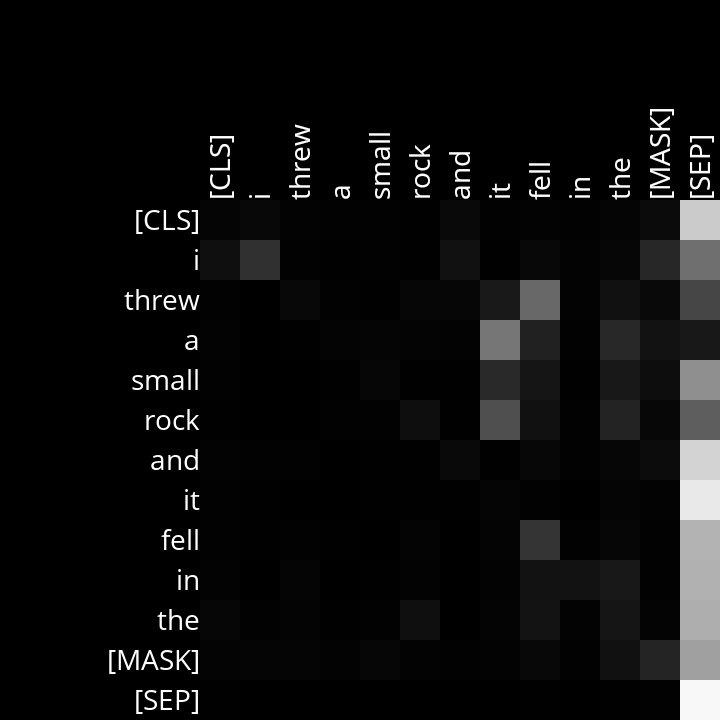 [CLS] i threw a small rock and it fell in the [MASK] [SEP]
[CLS]
i
threw
a
small
rock
and
it
fell
in
the
[MASK]
[SEP]